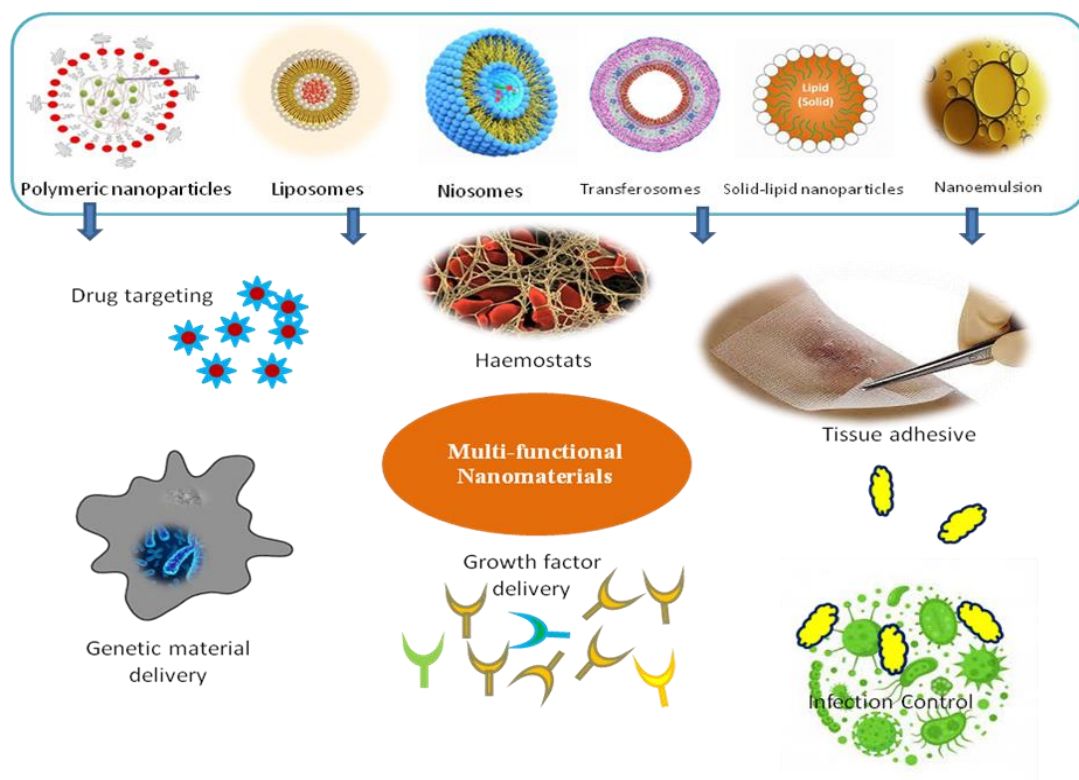 Lipid
(Solid)
Polymeric nanoparticles
Liposomes
Niosomes
Transferosomes
Solid-lipid nanoparticles
Nanoemulsion
Drug targeting
Haemostats
Tissue adhesive
Multi-functional
Nanomaterials
Growth factor
delivery
Genetic material
delivery
Infection Control